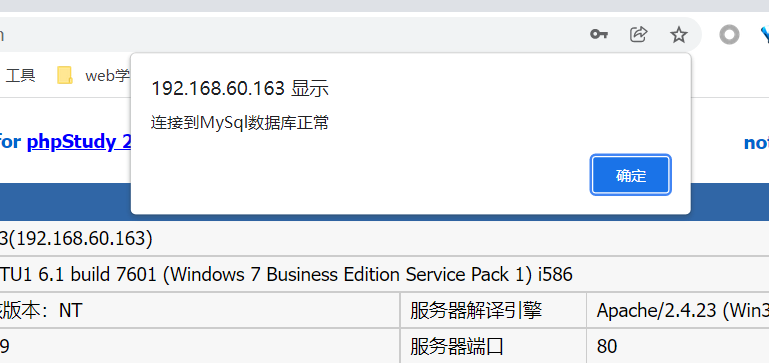 工具
web学
192.168.60.163 显示
连接到MySql数据库正常
确定
for phpStudy 2
not
3(192.168.60.163)
TU1 6.1 build 7601 (Windows 7 Business Edition Service Pack 1) i586
版本：NT
服务器解译引擎
Apache/2.4.23 (Win3
9
服务器端口
80